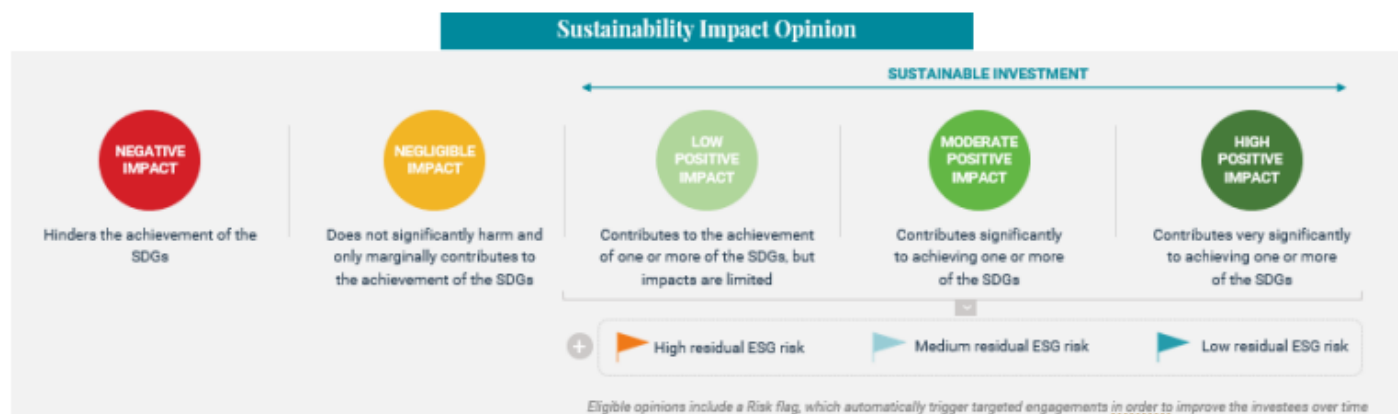 Sustainability Impact Opinion
SUSTAINABLE INVESTMENT
NEGATIVE
IMPACT
NEGLIGIBLE
IMPACT
LOW
POSITIVE
IMPACT
MODERATE
POSITIVE
IMPACT
HIGH
POSITIVE
IMPACT
Hinders the achievement of the
SDGs
Does not significantly harm and
only marginally contributes to
the achievement of the SDGs
Contributes to the achievement
of one or more of the SDGs, but
impacts are limited
Contributes significantly
to achieving one or more
of the SDGs
Contributes very significantly
to achieving one or more
of the SDGs
+
High residual ESG risk
Medium residual ESG risk
Low residual ESG risk
Eligible opinions include a Risk flag, which automatically trigger targeted engagements in order to improve the investees over time